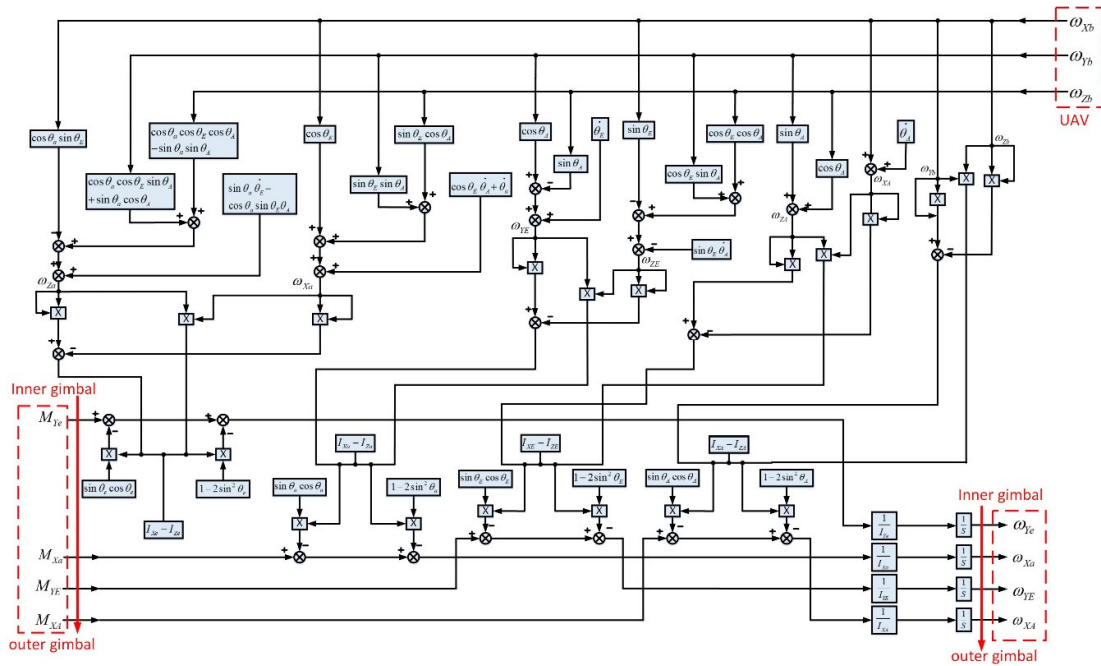 ω_Xb
ω_Yb
ω_Zb
UAV
cosθ_a sinθ_E
cosθ_a cosθ_E cosθ_A
−sinθ_a sinθ_A
cosθ_a cosθ_E sinθ_A
+sinθ_a cosθ_A
sinθ_a θ̇_E −
cosθ_a sinθ_E θ_A
cosθ_a
sinθ_E cosθ_A
sinθ_E sinθ_A
cosθ_E θ̇_A + θ̇_a
cosθ_A
θ̇_E
sinθ_A
sinθ_E
cosθ_E cosθ_A
cosθ_E sinθ_A
sinθ_E θ̇_A
sinθ_A
cosθ_A
θ̇_A
ω_XA
ω_Yb
ω_Zb
ω_YE
ω_ZE
ω_ZA
ω_Za
ω_Xa
Inner gimbal
M_Ye
M_Xa
M_YE
M_XA
outer gimbal
sinθ_e cosθ_e
1−2sin²θ_e
I_Xe − I_Ze
I_Xa − I_Za
sinθ_a cosθ_a
1−2sin²θ_a
I_XE − I_ZE
sinθ_E cosθ_E
1−2sin²θ_E
I_XA − I_ZA
sinθ_A cosθ_A
1−2sin²θ_A
1/I_Ye
1/S
1/I_Xa
1/S
1/I_YE
1/S
1/I_XA
1/S
Inner gimbal
ω_Ye
ω_Xa
ω_YE
ω_XA
outer gimbal